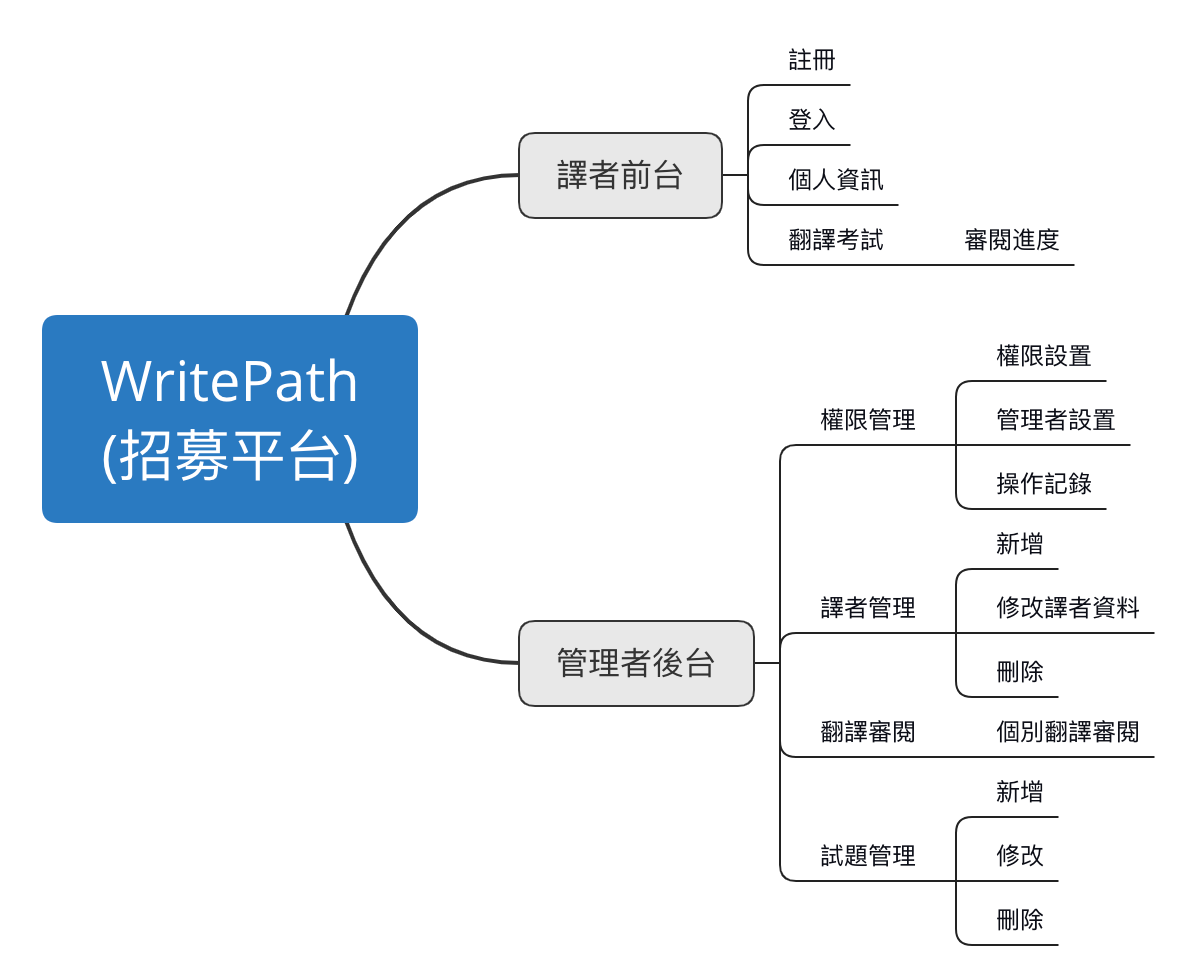 WritePath
(招募平台)
譯者前台
註冊
登入
個人資訊
翻譯考試
審閱進度
管理者後台
權限管理
權限設置
管理者設置
操作記錄
譯者管理
新增
修改譯者資料
刪除
翻譯審閱
個別翻譯審閱
試題管理
新增
修改
刪除